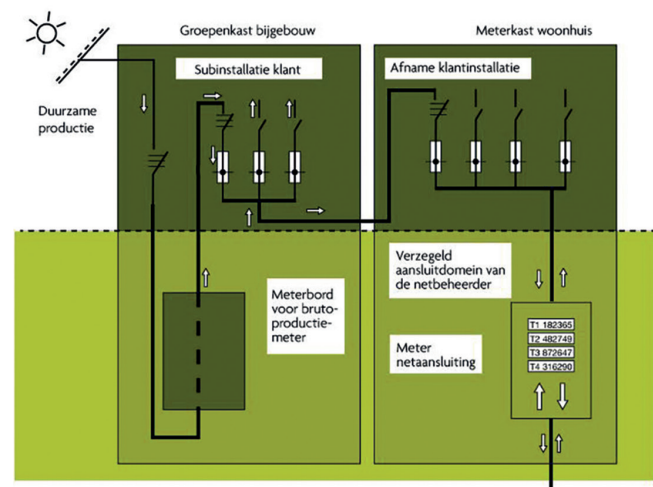 Groepenkast bijgebouw
Meterkast woonhuis
Subinstallatie klant
Afname klantinstallatie
Duurzame
productie
Verzegeld
aansluitdomein van
de netbeheerder
Meterbord
voor bruto-
productie-
meter
Meter
netaansluiting
T1 182365
T2 482749
T3 872647
T4 316290